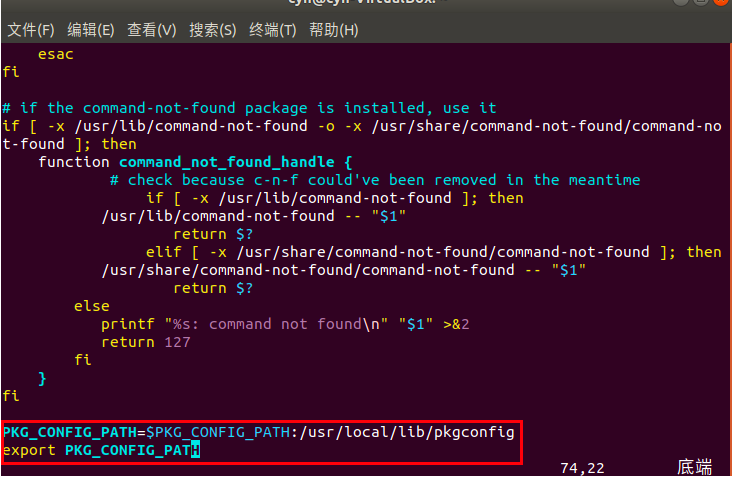 文件(F) 编辑(E) 查看(V) 搜索(S) 终端(T) 帮助(H)
esac
fi
# if the command-not-found package is installed, use it
if [ -x /usr/lib/command-not-found -o -x /usr/share/command-not-found/command-no
t-found ]; then
function command_not_found_handle {
# check because c-n-f could've been removed in the meantime
if [ -x /usr/lib/command-not-found ]; then
/usr/lib/command-not-found -- "$1"
return $?
elif [ -x /usr/share/command-not-found/command-not-found ]; then
/usr/share/command-not-found/command-not-found -- "$1"
return $?
else
printf "%s: command not found\n" "$1" >&2
return 127
fi
}
fi
PKG_CONFIG_PATH=$PKG_CONFIG_PATH:/usr/local/lib/pkgconfig
export PKG_CONFIG_PATH
74,22 底端